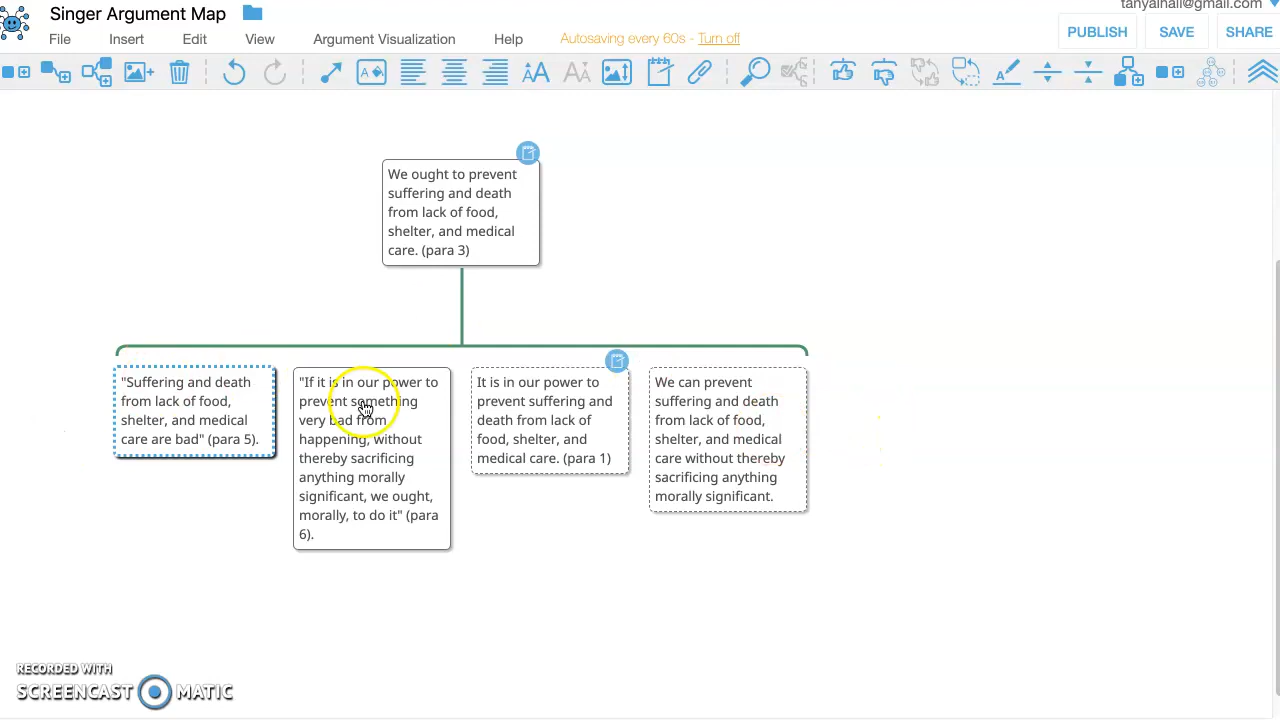 Singer Argument Map
tanyalhall@gmail.com
File Insert Edit View Argument Visualization Help Autosaving every 60s - Turn off
PUBLISH SAVE SHARE
We ought to prevent
suffering and death
from lack of food,
shelter, and medical
care. (para 3)
"Suffering and death
from lack of food,
shelter, and medical
care are bad" (para 5).
"If it is in our power to
prevent something
very bad from
happening, without
thereby sacrificing
anything morally
significant, we ought,
morally, to do it" (para
6).
It is in our power to
prevent suffering and
death from lack of
food, shelter, and
medical care. (para 1)
We can prevent
suffering and death
from lack of food,
shelter, and medical
care without thereby
sacrificing anything
morally significant.
RECORDED WITH
SCREENCAST MATIC